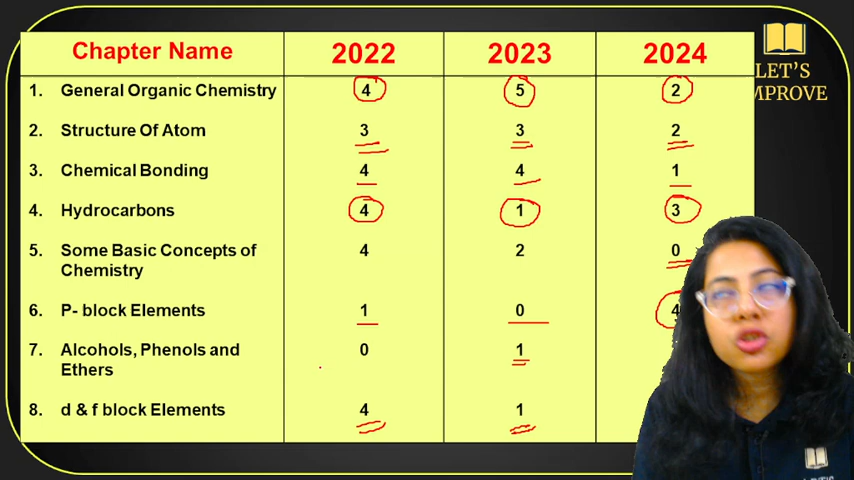 Chapter Name 2022 2023 2024
1. General Organic Chemistry 4 5 2
2. Structure Of Atom 3 3 2
3. Chemical Bonding 4 4 1
4. Hydrocarbons 4 1 3
5. Some Basic Concepts of 4 2 0
Chemistry
6. P- block Elements 1 0 4
7. Alcohols, Phenols and 0 1
Ethers
8. d & f block Elements 4 1
LET'S
MPROVE